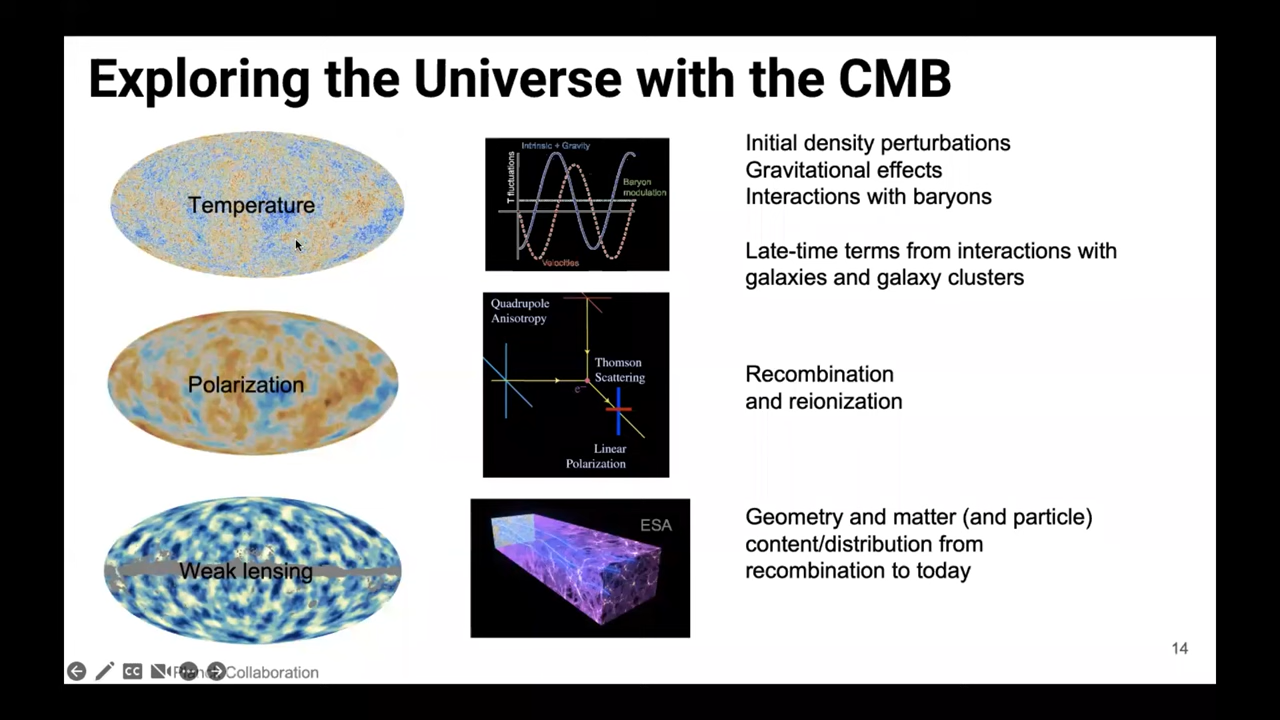 Exploring the Universe with the CMB
Temperature
Intrinsic + Gravity
T fluctuations
Baryon
modulation
Velocities
Initial density perturbations
Gravitational effects
Interactions with baryons
Late-time terms from interactions with
galaxies and galaxy clusters
Polarization
Quadrupole
Anisotropy
Thomson
Scattering
e-
Linear
Polarization
Recombination
and reionization
Weak lensing
ESA
Geometry and matter (and particle)
content/distribution from
recombination to today
14
CC
Collaboration